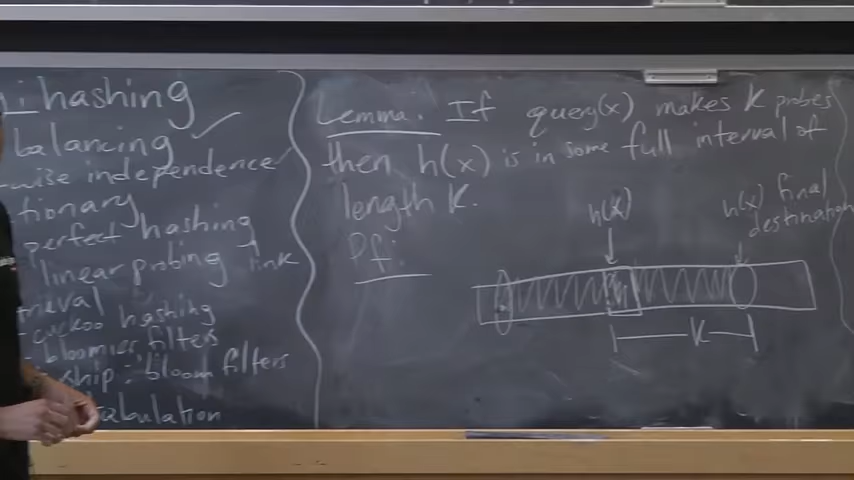 hashing
balancing ✓
wise independence
tionary
perfect hashing
linear probing link
trieval
cuckoo hashing
bloomier filters
ship: bloom filters
tabulation
Lemma. If query(x) makes K probes
then h(x) is in some full interval of
length K.
Pf:
h(x)
h(x) final
destination
K